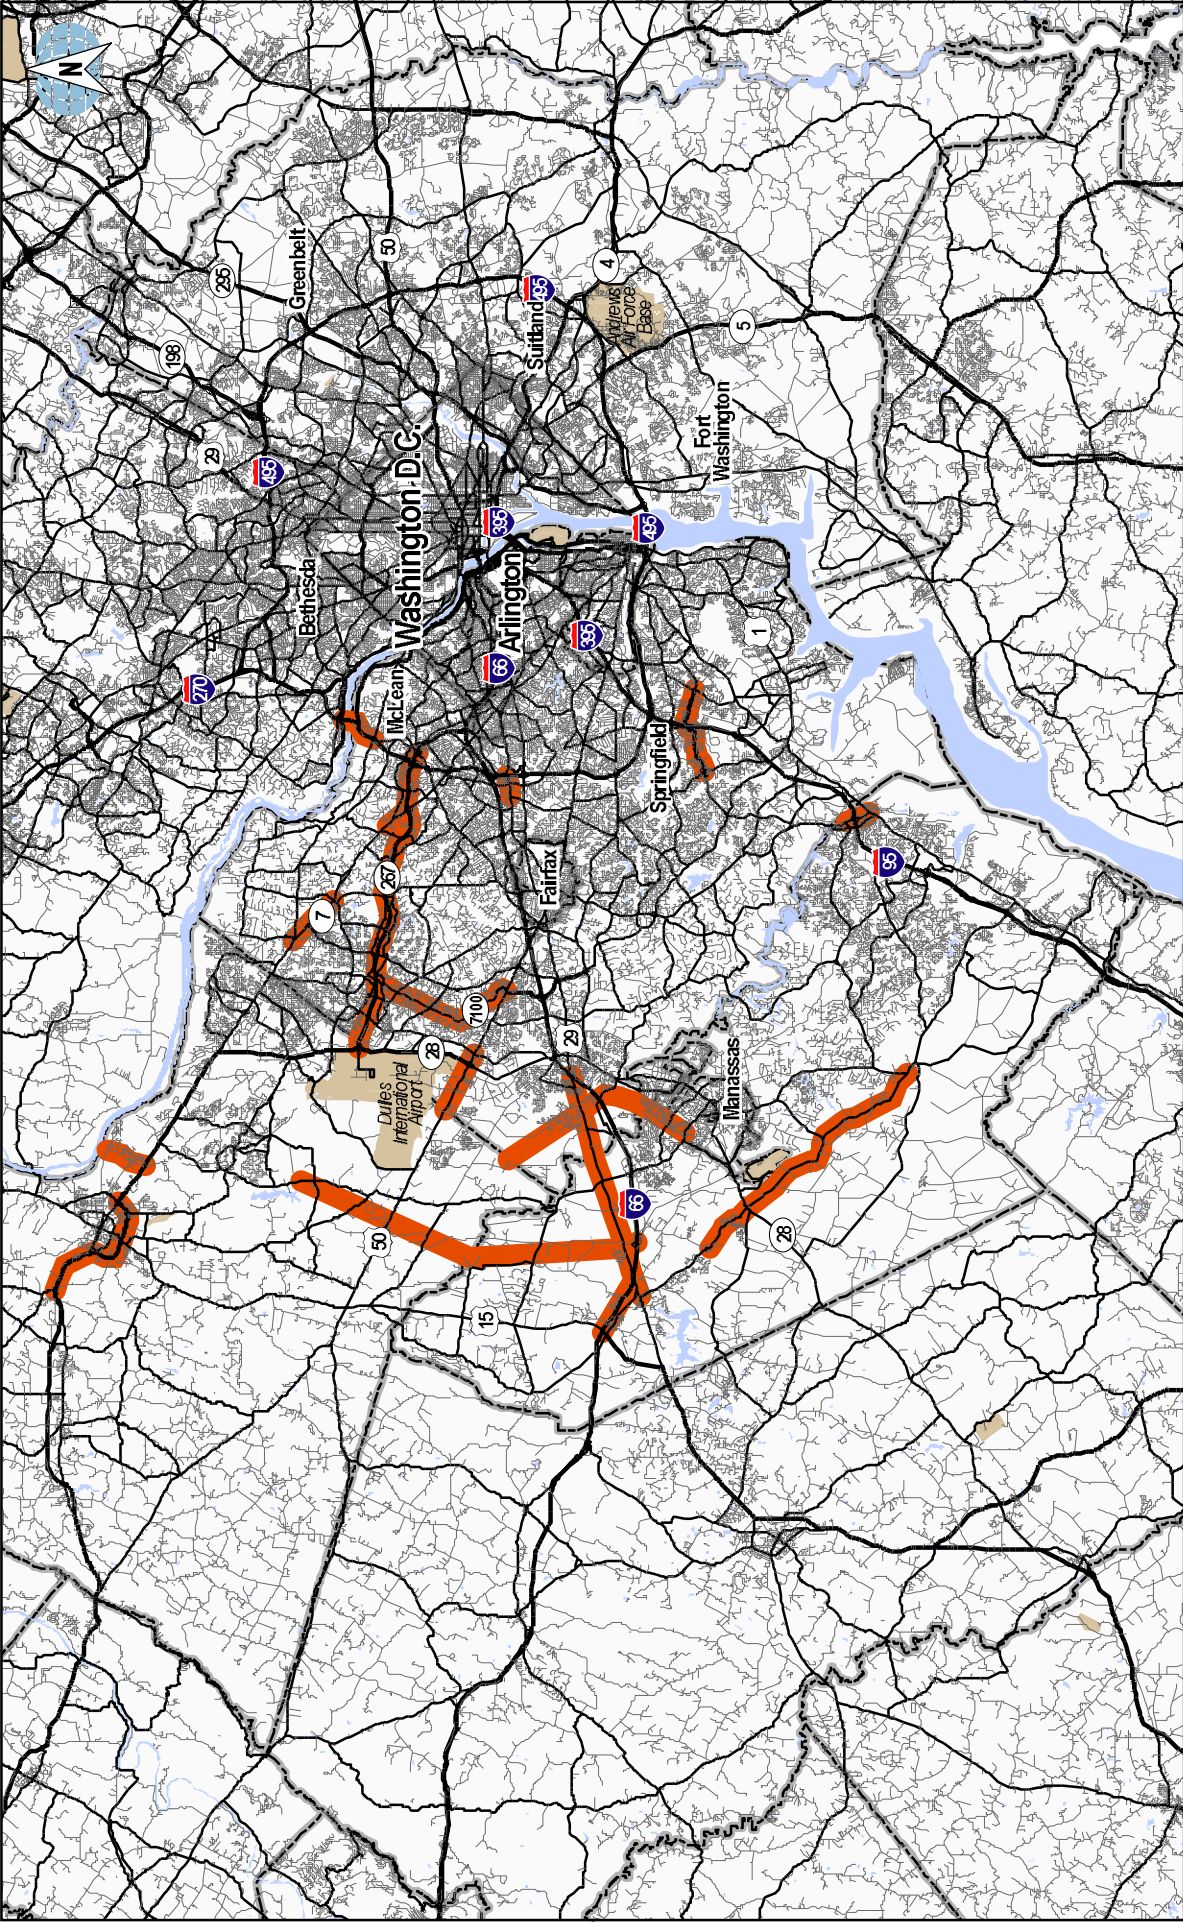 N
295
Greenbelt
50
198
4
495
Suitland
Andrews
Air Force
Base
5
29
495
Fort
Washington
Washington D.C.
395
495
Bethesda
Arlington
395
1
66
270
McLean
Springfield
95
267
Fairfax
7
7100
28
29
Dulles
International
Airport
Manassas
66
50
28
15